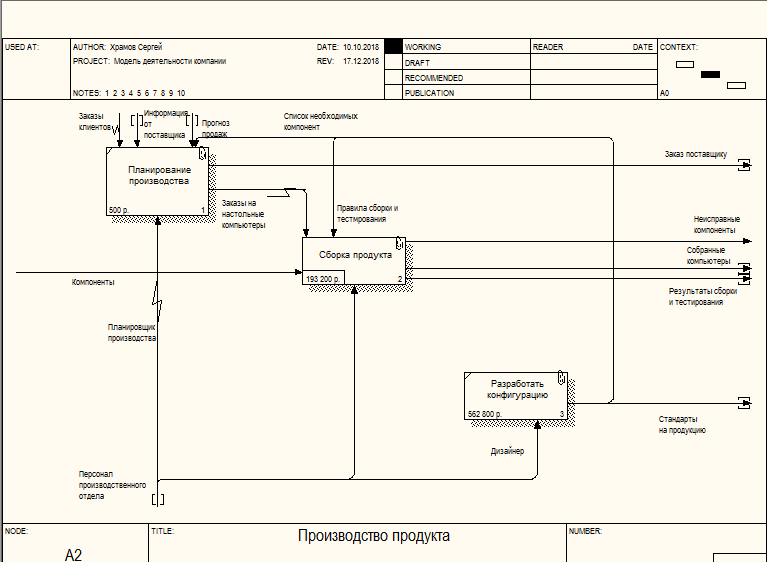 USED AT:
AUTHOR: Храмов Сергей
DATE: 10.10.2018
PROJECT: Модель деятельности компании
REV: 17.12.2018
NOTES: 1 2 3 4 5 6 7 8 9 10
WORKING
DRAFT
RECOMMENDED
PUBLICATION
READER
DATE
CONTEXT:
A0
Заказы
клиентов
Информация
от
поставщика
Прогноз
продаж
Список необходимых
компонент
Планирование
производства
500 р.
1
Заказ поставщику
Заказы на
настольные
компьютеры
Правила сборки и
тестмрования
Неисправные
компоненты
Сборка продукта
193 200 р.
2
Собранные
компьютеры
Компоненты
Результаты сборки
и тестирования
Планировщик
производства
Разработать
конфигурацию
562 800 р.
3
Стандарты
на продукцию
Дизайнер
Персонал
производственного
отдела
NODE:
A2
TITLE:
Производство продукта
NUMBER: